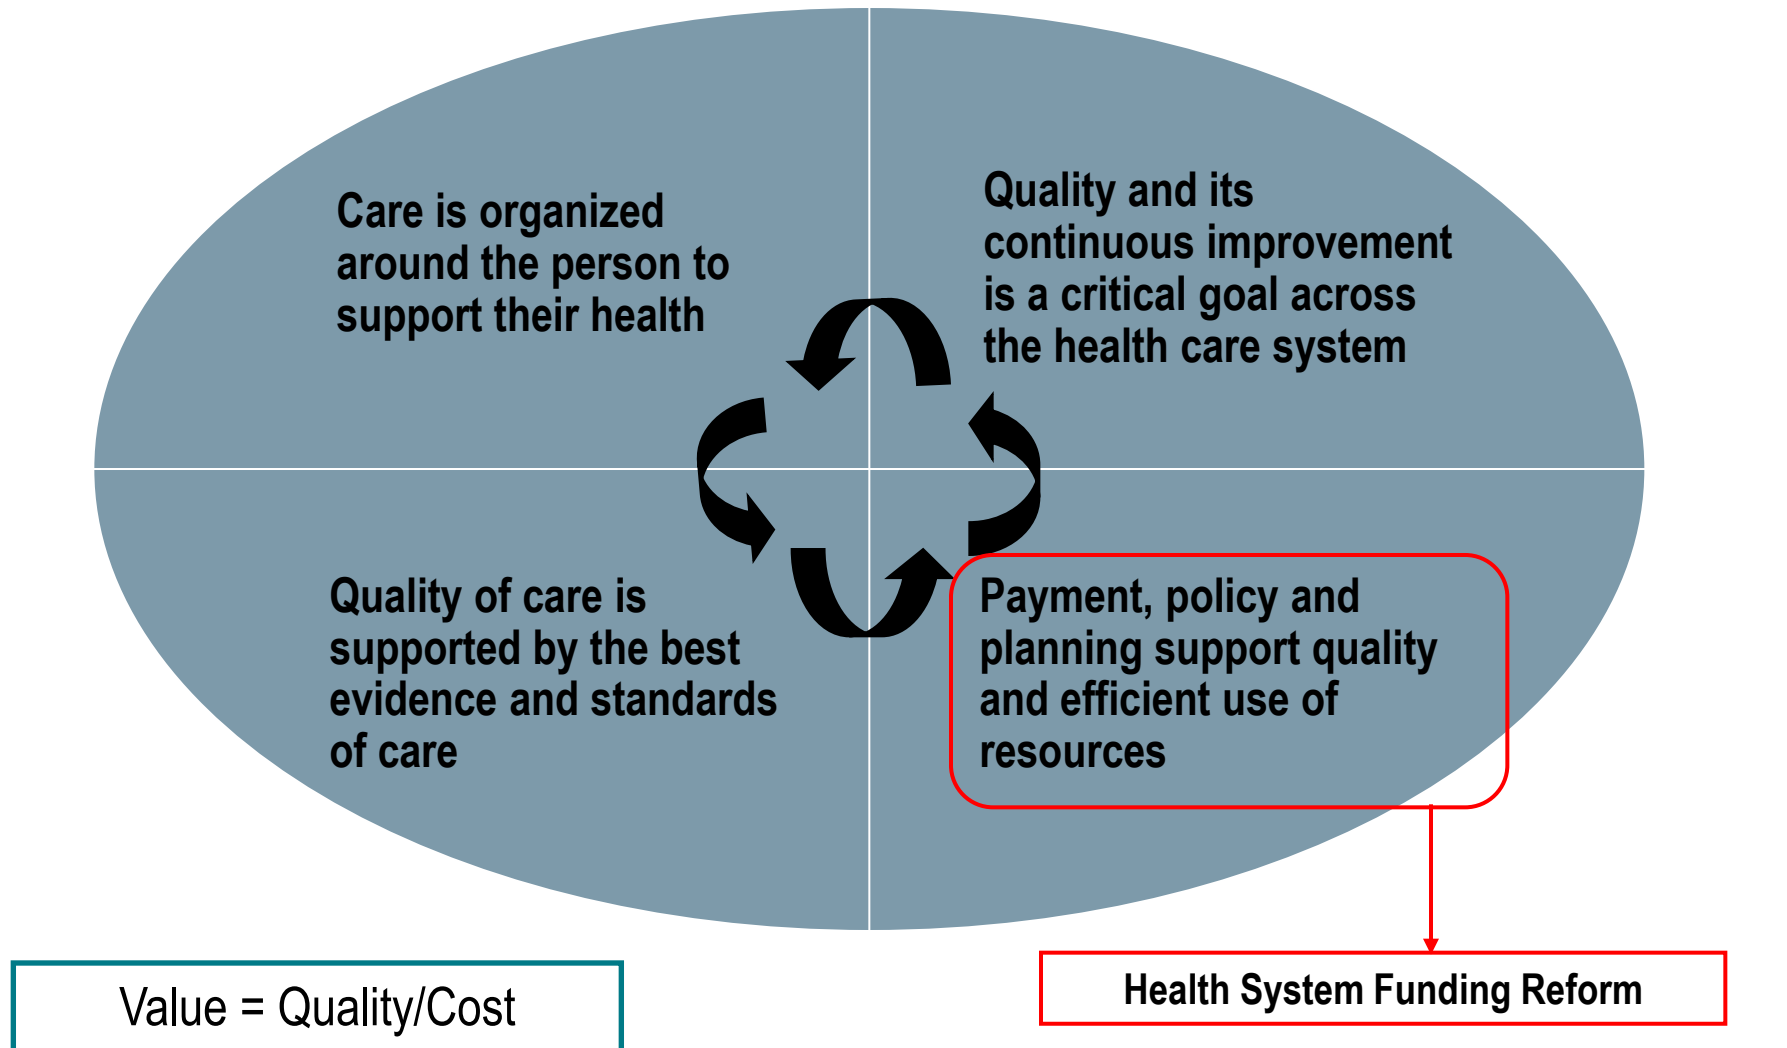 Care is organized
around the person to
support their health
Quality and its
continuous improvement
is a critical goal across
the health care system
Quality of care is
supported by the best
evidence and standards
of care
Payment, policy and
planning support quality
and efficient use of
resources
Value = Quality/Cost
Health System Funding Reform